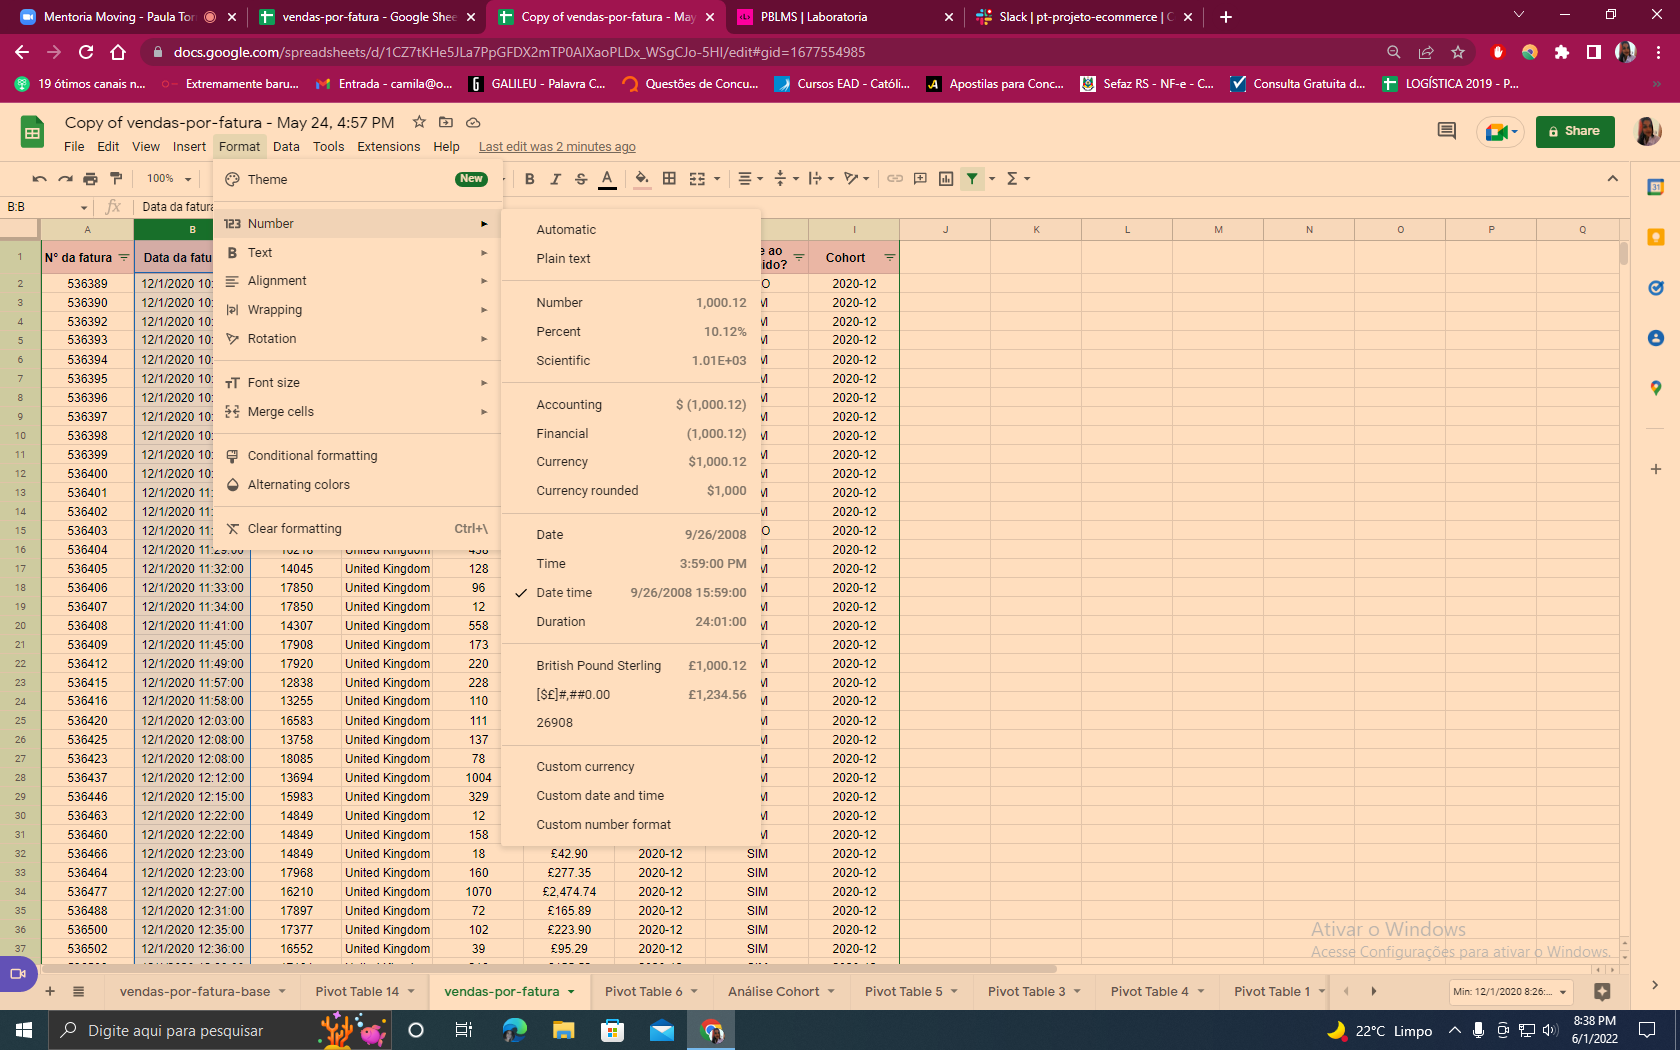 Mentoria Moving - Paula Tor
vendas-por-fatura - Google Shee
Copy of vendas-por-fatura - May
PBLMS | Laboratoria
Slack | pt-projeto-ecommerce | C
docs.google.com/spreadsheets/d/1CZ7tKHe5JLa7PpGFDX2mTP0AIXaoPLDx_WSgCJo-5HI/edit#gid=1677554985
19 ótimos canais n...
Extremamente baru...
Entrada - camila@o...
GALILEU - Palavra C...
Questões de Concu...
Cursos EAD - Católi...
Apostilas para Conc...
Sefaz RS - NF-e - C...
Consulta Gratuita d...
LOGÍSTICA 2019 - P...
Copy of vendas-por-fatura - May 24, 4:57 PM
File Edit View Insert Format Data Tools Extensions Help Last edit was 2 minutes ago
Share
100%
B:B
Data da fatura
Theme New
Number
Text
Alignment
Wrapping
Rotation
Font size
Merge cells
Conditional formatting
Alternating colors
Clear formatting Ctrl+\
Automatic
Plain text
Number 1,000.12
Percent 10.12%
Scientific 1.01E+03
Accounting $ (1,000.12)
Financial (1,000.12)
Currency $1,000.12
Currency rounded $1,000
Date 9/26/2008
Time 3:59:00 PM
Date time 9/26/2008 15:59:00
Duration 24:01:00
British Pound Sterling £1,000.12
[$£]#,##0.00 £1,234.56
26908
Custom currency
Custom date and time
Custom number format
A B I J K L M N O P Q
1 Nº da fatura Data da fatu e ao ido? Cohort
2 536389 12/1/2020 10: O 2020-12
3 536390 12/1/2020 10: M 2020-12
4 536392 12/1/2020 10: M 2020-12
5 536393 12/1/2020 10: M 2020-12
6 536394 12/1/2020 10: M 2020-12
7 536395 12/1/2020 10: M 2020-12
8 536396 12/1/2020 10: M 2020-12
9 536397 12/1/2020 10: M 2020-12
10 536398 12/1/2020 10: M 2020-12
11 536399 12/1/2020 10: M 2020-12
12 536400 12/1/2020 10: M 2020-12
13 536401 12/1/2020 11: M 2020-12
14 536402 12/1/2020 11: M 2020-12
15 536403 12/1/2020 11: O 2020-12
16 536404 12/1/2020 11:29:00 16218 United Kingdom 438 M 2020-12
17 536405 12/1/2020 11:32:00 14045 United Kingdom 128 M 2020-12
18 536406 12/1/2020 11:33:00 17850 United Kingdom 96 M 2020-12
19 536407 12/1/2020 11:34:00 17850 United Kingdom 12 M 2020-12
20 536408 12/1/2020 11:41:00 14307 United Kingdom 558 M 2020-12
21 536409 12/1/2020 11:45:00 17908 United Kingdom 173 M 2020-12
22 536412 12/1/2020 11:49:00 17920 United Kingdom 220 M 2020-12
23 536415 12/1/2020 11:57:00 12838 United Kingdom 228 M 2020-12
24 536416 12/1/2020 11:58:00 13255 United Kingdom 110 M 2020-12
25 536420 12/1/2020 12:03:00 16583 United Kingdom 111 M 2020-12
26 536425 12/1/2020 12:08:00 13758 United Kingdom 137 M 2020-12
27 536423 12/1/2020 12:08:00 18085 United Kingdom 78 M 2020-12
28 536437 12/1/2020 12:12:00 13694 United Kingdom 1004 M 2020-12
29 536446 12/1/2020 12:15:00 15983 United Kingdom 329 M 2020-12
30 536463 12/1/2020 12:22:00 14849 United Kingdom 12 M 2020-12
31 536460 12/1/2020 12:22:00 14849 United Kingdom 158 M 2020-12
32 536466 12/1/2020 12:23:00 14849 United Kingdom 18 £42.90 2020-12 SIM 2020-12
33 536464 12/1/2020 12:23:00 17968 United Kingdom 160 £277.35 2020-12 SIM 2020-12
34 536477 12/1/2020 12:27:00 16210 United Kingdom 1070 £2,474.74 2020-12 SIM 2020-12
35 536488 12/1/2020 12:31:00 17897 United Kingdom 72 £165.89 2020-12 SIM 2020-12
36 536500 12/1/2020 12:35:00 17377 United Kingdom 102 £223.90 2020-12 SIM 2020-12
37 536502 12/1/2020 12:36:00 16552 United Kingdom 39 £95.29 2020-12 SIM 2020-12
Ativar o Windows
Acesse Configurações para ativar o Windows.
vendas-por-fatura-base Pivot Table 14 vendas-por-fatura Pivot Table 6 Análise Cohort Pivot Table 5 Pivot Table 3 Pivot Table 4 Pivot Table 1 Min: 12/1/2020 8:26:...
Digite aqui para pesquisar
22°C Limpo
8:38 PM
6/1/2022